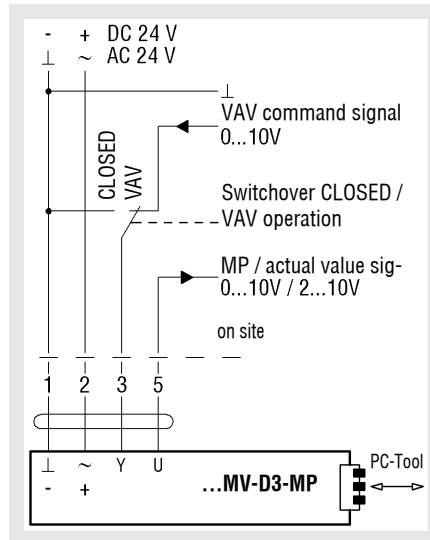 - + DC 24 V
⊥ ~ AC 24 V
⊥
VAV command signal
0...10V
CLOSED
VAV
Switchover CLOSED /
VAV operation
MP / actual value sig-
0...10V / 2...10V
on site
1 2 3 5
⊥ ~ Y U
- +
...MV-D3-MP
PC-Tool